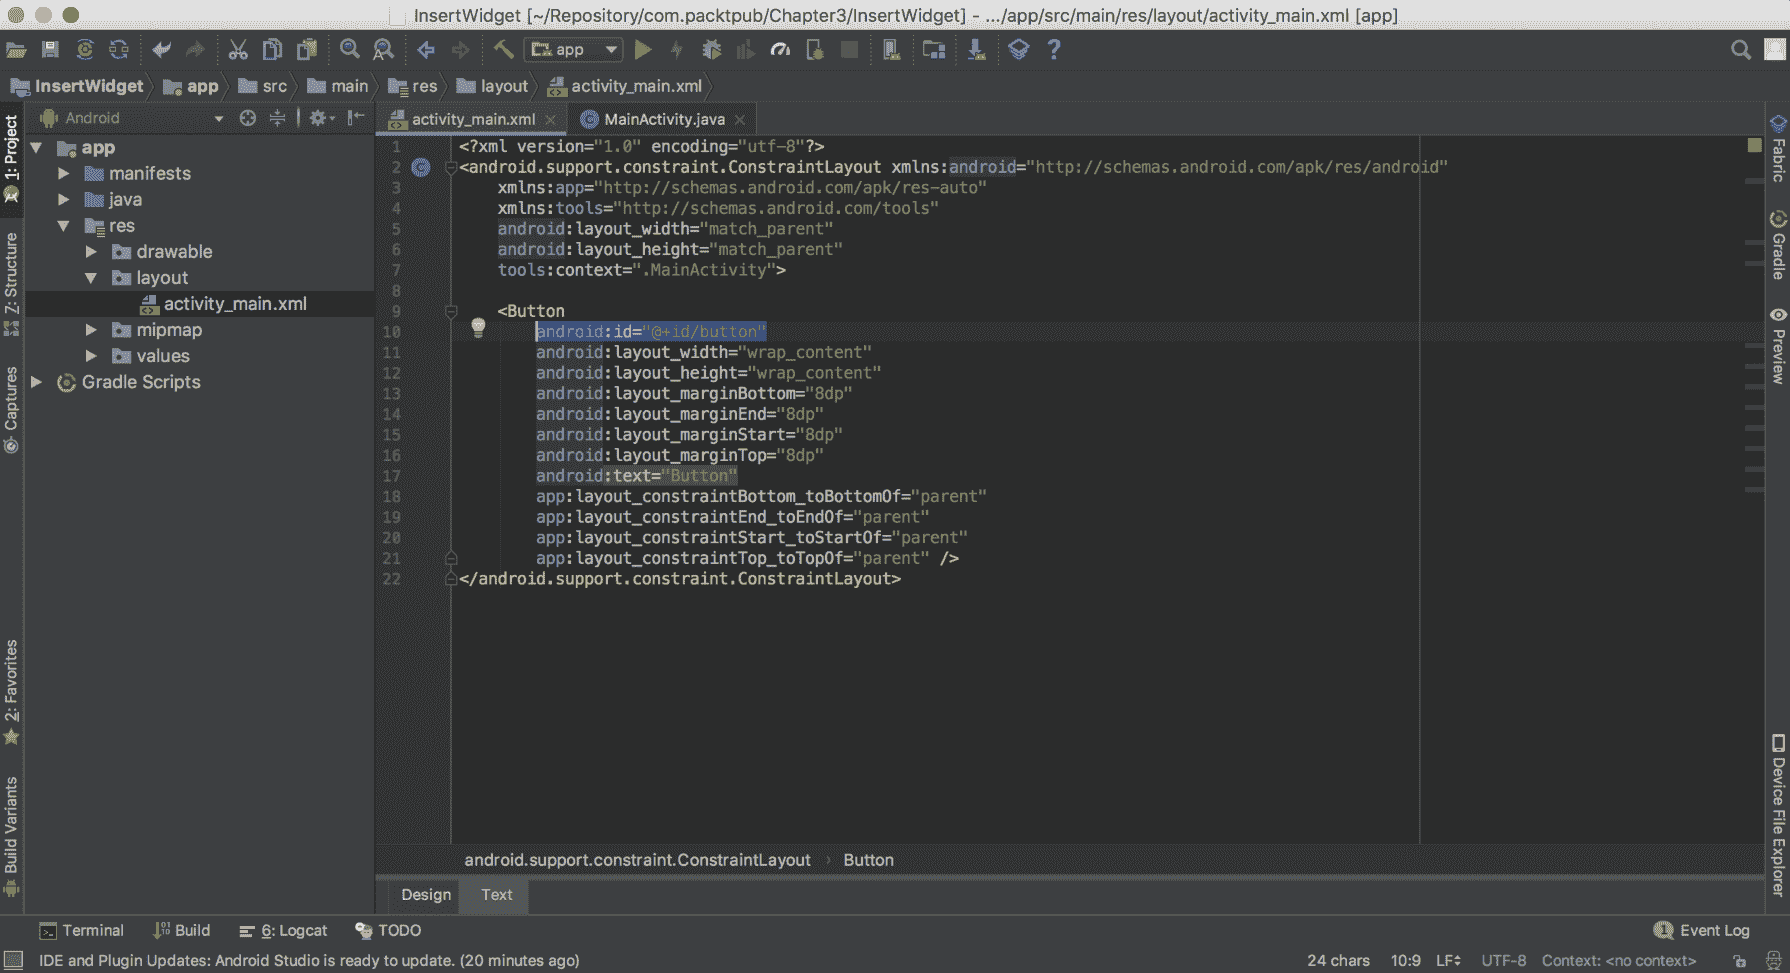 InsertWidget [~/Repository/com.packtpub/Chapter3/InsertWidget] - .../app/src/main/res/layout/activity_main.xml [app]
app
InsertWidget app src main res layout activity_main.xml
Android
activity_main.xml MainActivity.java
1: Project
Z: Structure
Captures
2: Favorites
Build Variants
app
manifests
java
res
drawable
layout
activity_main.xml
mipmap
values
Gradle Scripts
1 <?xml version="1.0" encoding="utf-8"?>
2 <android.support.constraint.ConstraintLayout xmlns:android="http://schemas.android.com/apk/res/android"
3 xmlns:app="http://schemas.android.com/apk/res-auto"
4 xmlns:tools="http://schemas.android.com/tools"
5 android:layout_width="match_parent"
6 android:layout_height="match_parent"
7 tools:context=".MainActivity">
8
9 <Button
10 android:id="@+id/button"
11 android:layout_width="wrap_content"
12 android:layout_height="wrap_content"
13 android:layout_marginBottom="8dp"
14 android:layout_marginEnd="8dp"
15 android:layout_marginStart="8dp"
16 android:layout_marginTop="8dp"
17 android:text="Button"
18 app:layout_constraintBottom_toBottomOf="parent"
19 app:layout_constraintEnd_toEndOf="parent"
20 app:layout_constraintStart_toStartOf="parent"
21 app:layout_constraintTop_toTopOf="parent" />
22 </android.support.constraint.ConstraintLayout>
Fabric
Gradle
Preview
Device File Explorer
android.support.constraint.ConstraintLayout › Button
Design Text
Terminal Build 6: Logcat TODO Event Log
IDE and Plugin Updates: Android Studio is ready to update. (20 minutes ago) 24 chars 10:9 LF UTF-8 Context: <no context>